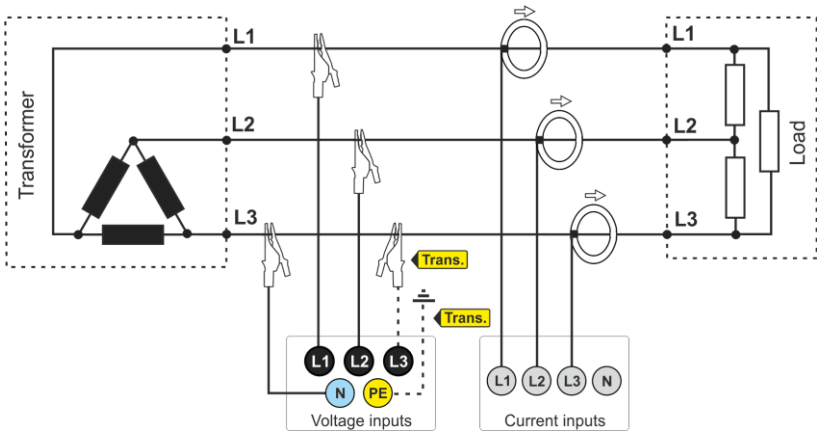 Transformer
L1
L2
L3
L1
L2
L3
Load
Trans.
Trans.
L1 L2 L3
N PE
Voltage inputs
L1 L2 L3 N
Current inputs